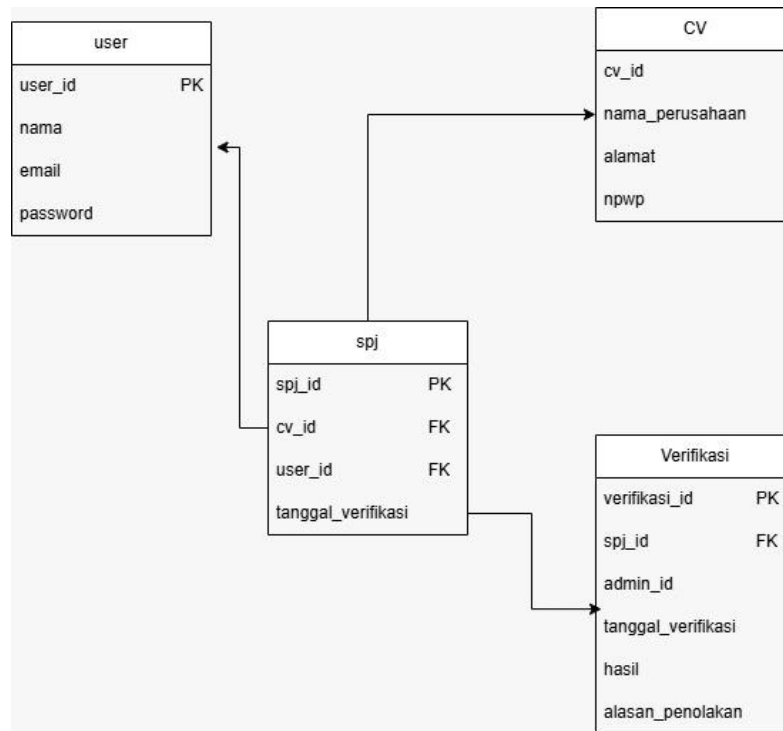 user
user_id PK
nama
email
password
CV
cv_id
nama_perusahaan
alamat
npwp
spj
spj_id PK
cv_id FK
user_id FK
tanggal_verifikasi
Verifikasi
verifikasi_id PK
spj_id FK
admin_id
tanggal_verifikasi
hasil
alasan_penolakan